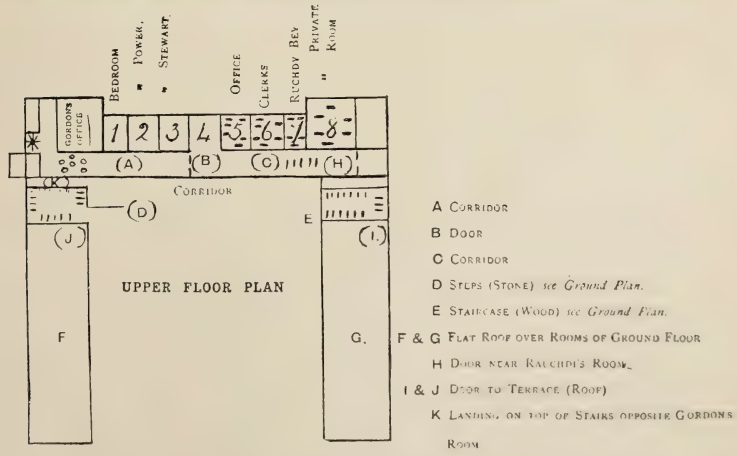 BEDROOM
" POWER.
" STEWART.
OFFICE
CLERKS
RUCHDY BEY
PRIVATE
" ROOM
GORDON'S
OFFICE
1 2 3 4 5 6 7 8
(A) (B) (C) (H)
(K)
CORRIDOR
(D)
E
(J) (I.)
UPPER FLOOR PLAN
F G.
A CORRIDOR
B DOOR
C CORRIDOR
D STEPS (STONE) see Ground Plan.
E STAIRCASE (WOOD) see Ground Plan.
F & G FLAT ROOF OVER ROOMS OF GROUND FLOOR
H DOOR NEAR RAUCHDI'S ROOM.
I & J DOOR TO TERRACE (ROOF)
K LANDING ON TOP OF STAIRS OPPOSITE GORDONS
ROOM